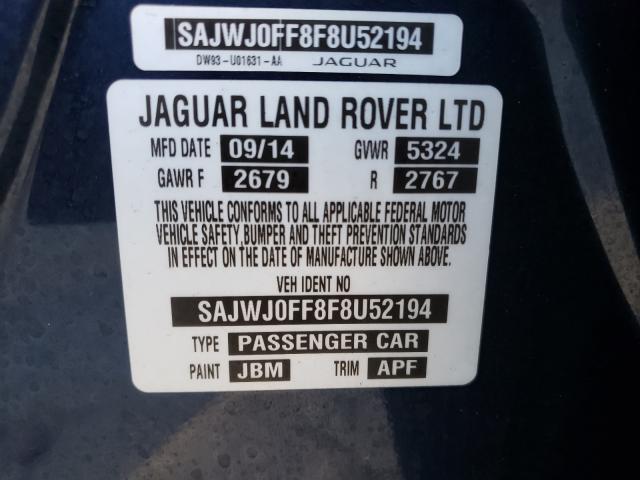 SAJWJ0FF8F8U52194
DW93-U01631-AA JAGUAR
JAGUAR LAND ROVER LTD
MFD DATE 09/14 GVWR 5324
GAWR F 2679 R 2767
THIS VEHICLE CONFORMS TO ALL APPLICABLE FEDERAL MOTOR
VEHICLE SAFETY,BUMPER AND THEFT PREVENTION STANDARDS
IN EFFECT ON THE DATE OF MANUFACTURE SHOWN ABOVE.
VEH IDENT NO
SAJWJ0FF8F8U52194
TYPE PASSENGER CAR
PAINT JBM TRIM APF